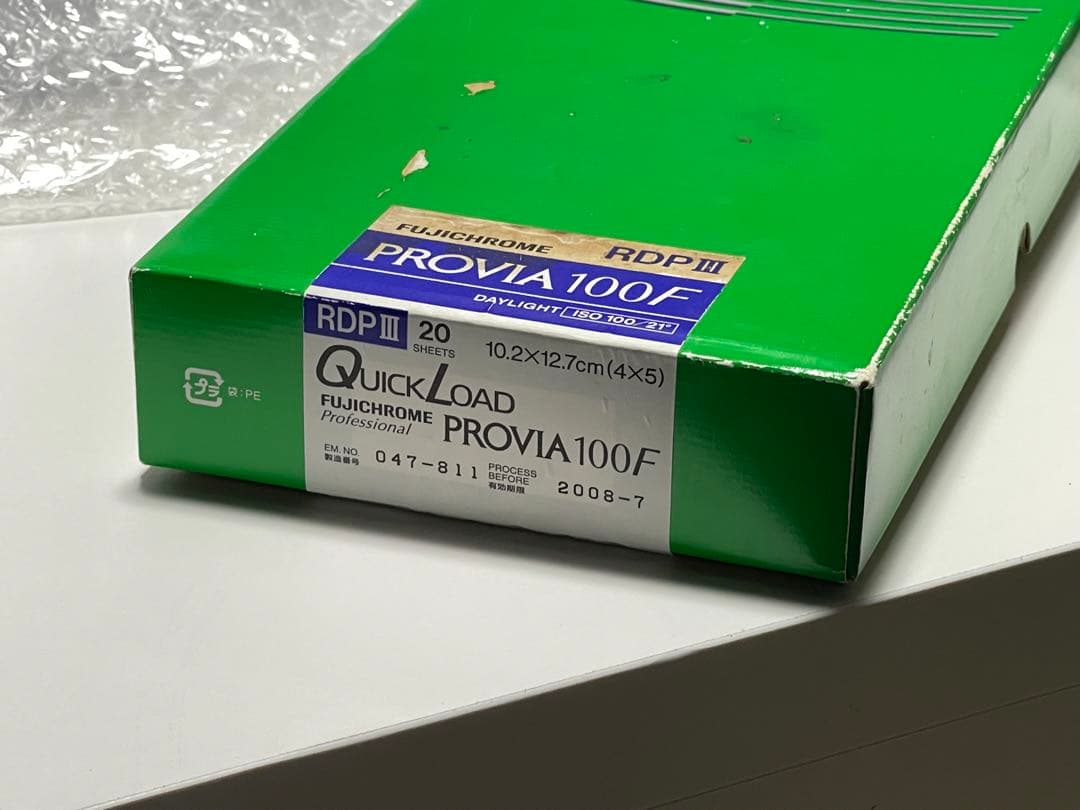 FUJICHROME RDPIII
PROVIA 100F
DAYLIGHT ISO 100/21°
RDPIII 20 SHEETS 10.2×12.7cm(4×5)
QUICKLOAD
FUJICHROME
Professional PROVIA 100F
EM. NO.
製造番号 047-811
PROCESS
BEFORE
有効期限 2008-7
プラ 袋:PE